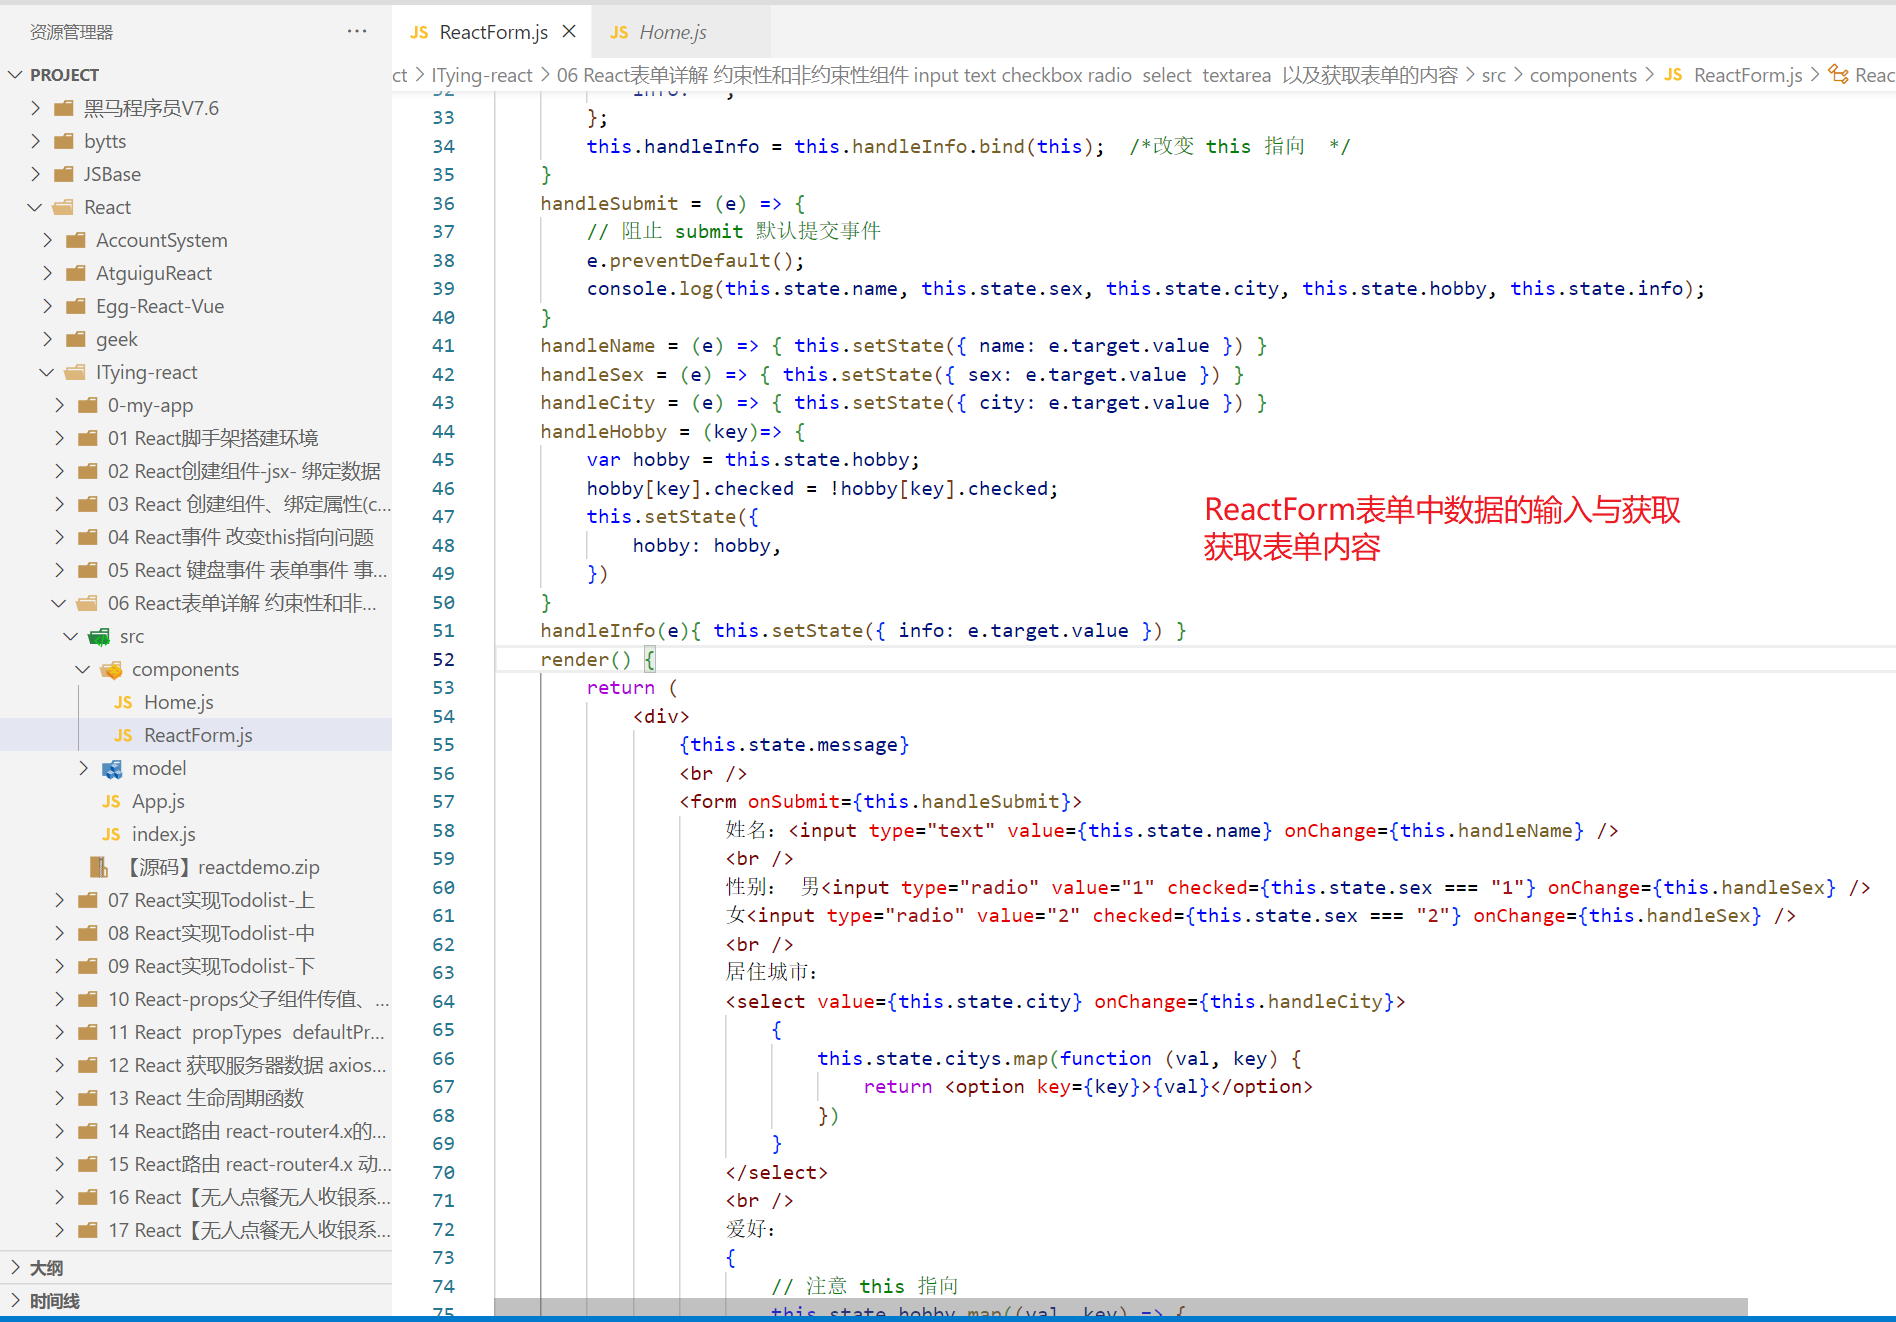 资源管理器
···
PROJECT
黑马程序员V7.6
bytts
JSBase
React
AccountSystem
AtguiguReact
Egg-React-Vue
geek
ITying-react
0-my-app
01 React脚手架搭建环境
02 React创建组件-jsx- 绑定数据
03 React 创建组件、绑定属性(c...
04 React事件 改变this指向问题
05 React 键盘事件 表单事件 事...
06 React表单详解 约束性和非...
src
components
JS Home.js
JS ReactForm.js
model
JS App.js
JS index.js
【源码】reactdemo.zip
07 React实现Todolist-上
08 React实现Todolist-中
09 React实现Todolist-下
10 React-props父子组件传值、...
11 React propTypes defaultPr...
12 React 获取服务器数据 axios...
13 React 生命周期函数
14 React路由 react-router4.x的...
15 React路由 react-router4.x 动...
16 React【无人点餐无人收银系...
17 React【无人点餐无人收银系...
大纲
时间线
JS ReactForm.js × JS Home.js
ct > ITying-react > 06 React表单详解 约束性和非约束性组件 input text checkbox radio select textarea 以及获取表单的内容 > src > components > JS ReactForm.js > Reac
32 info: '',
33 };
34 this.handleInfo = this.handleInfo.bind(this); /*改变 this 指向 */
35 }
36 handleSubmit = (e) => {
37 // 阻止 submit 默认提交事件
38 e.preventDefault();
39 console.log(this.state.name, this.state.sex, this.state.city, this.state.hobby, this.state.info);
40 }
41 handleName = (e) => { this.setState({ name: e.target.value }) }
42 handleSex = (e) => { this.setState({ sex: e.target.value }) }
43 handleCity = (e) => { this.setState({ city: e.target.value }) }
44 handleHobby = (key)=> {
45 var hobby = this.state.hobby;
46 hobby[key].checked = !hobby[key].checked;
47 this.setState({
48 hobby: hobby,
49 })
50 }
51 handleInfo(e){ this.setState({ info: e.target.value }) }
52 render() {
53 return (
54 <div>
55 {this.state.message}
56 <br />
57 <form onSubmit={this.handleSubmit}>
58 姓名：<input type="text" value={this.state.name} onChange={this.handleName} />
59 <br />
60 性别： 男<input type="radio" value="1" checked={this.state.sex === "1"} onChange={this.handleSex} />
61 女<input type="radio" value="2" checked={this.state.sex === "2"} onChange={this.handleSex} />
62 <br />
63 居住城市：
64 <select value={this.state.city} onChange={this.handleCity}>
65 {
66 this.state.citys.map(function (val, key) {
67 return <option key={key}>{val}</option>
68 })
69 }
70 </select>
71 <br />
72 爱好：
73 {
74 // 注意 this 指向
75 this.state.hobby.map((val, key) => {
ReactForm表单中数据的输入与获取
获取表单内容